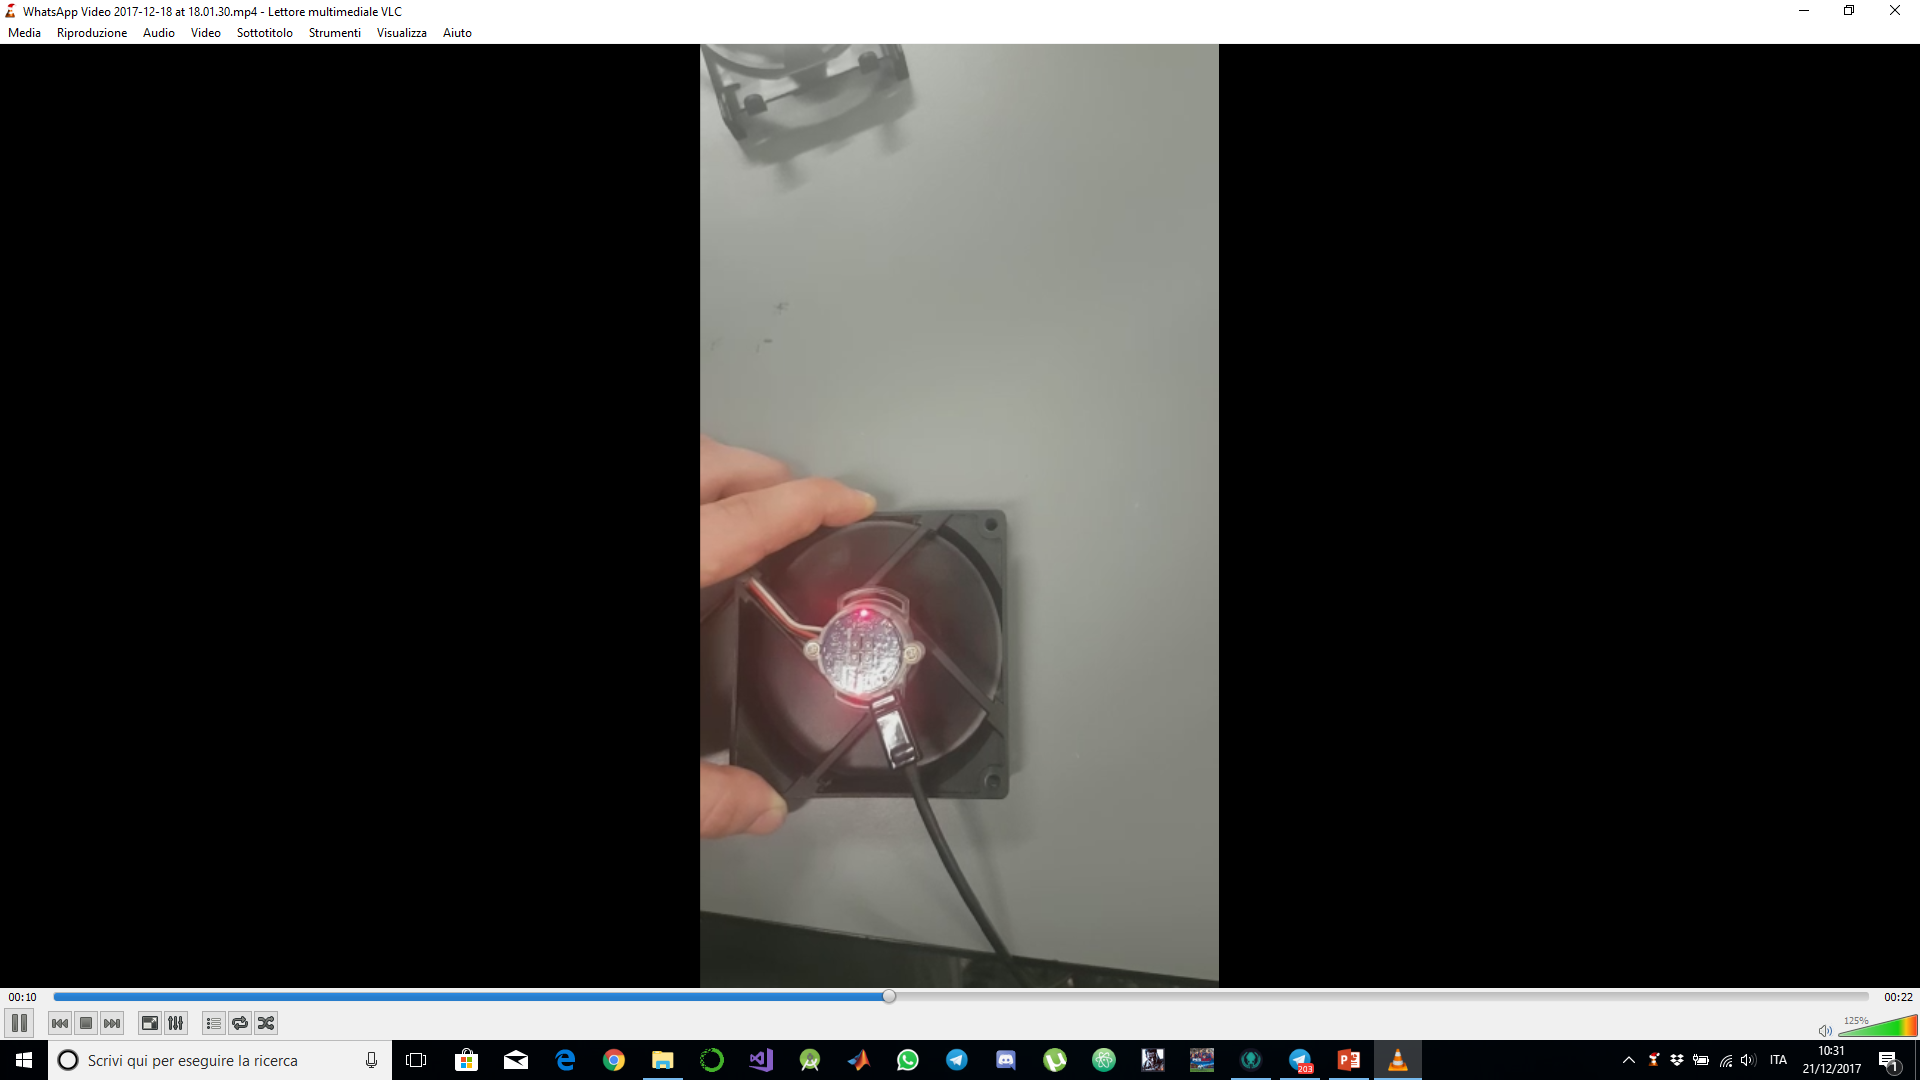 WhatsApp Video 2017-12-18 at 18.01.30.mp4 - Lettore multimediale VLC
Media Riproduzione Audio Video Sottotitolo Strumenti Visualizza Aiuto
00:10
00:22
125%
Scrivi qui per eseguire la ricerca
203
ITA
10:31
21/12/2017
1